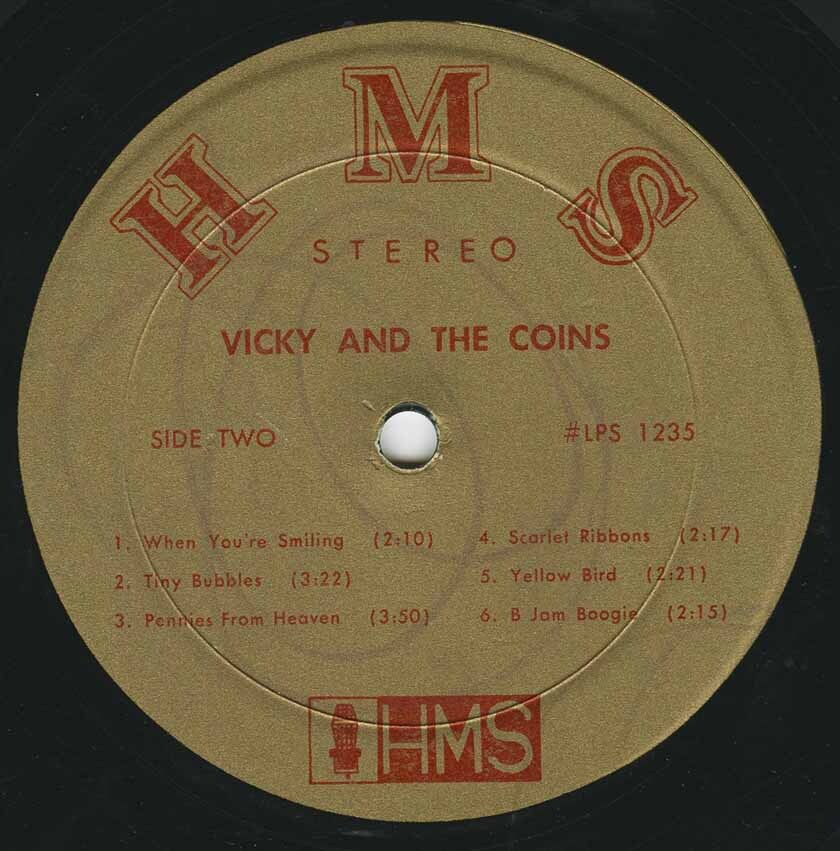 HMS
STEREO
VICKY AND THE COINS
SIDE TWO
#LPS 1235
1. When You're Smiling (2:10)
2. Tiny Bubbles (3:22)
3. Pennies From Heaven (3:50)
4. Scarlet Ribbons (2:17)
5. Yellow Bird (2:21)
6. B Jam Boogie (2:15)
HMS